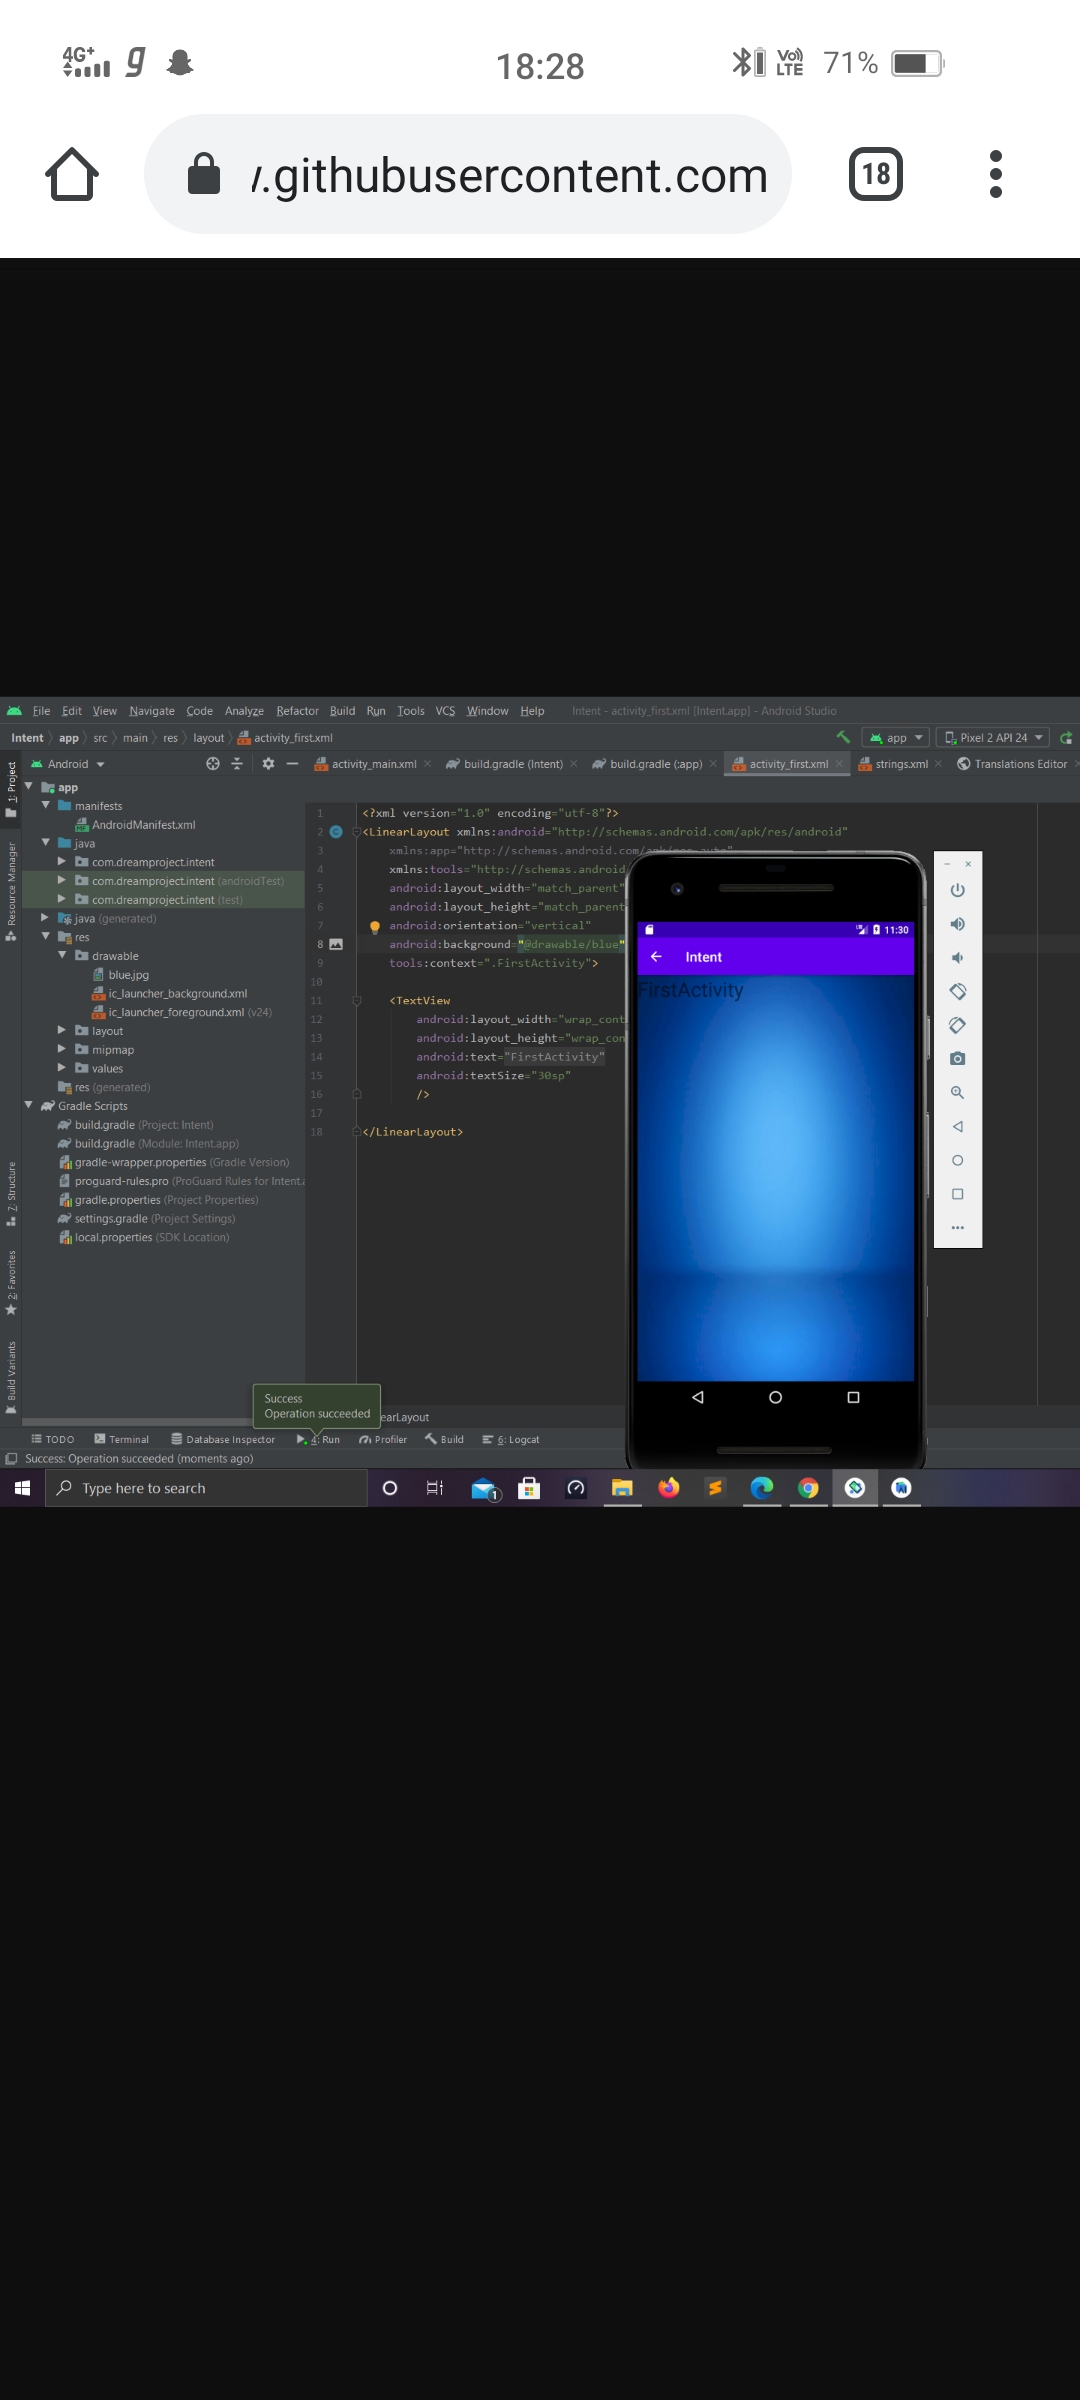 4G+
18:28
Vo)) LTE
71%
.githubusercontent.com
18
File Edit View Navigate Code Analyze Refactor Build Run Tools VCS Window Help Intent - activity_first.xml [Intent.app] - Android Studio
Intent app src main res layout activity_first.xml
app Pixel 2 API 24
1: Project
Resource Manager
7: Structure
2: Favorites
Build Variants
Android
activity_main.xml build.gradle (Intent) build.gradle (:app) activity_first.xml strings.xml Translations Editor
app
manifests
AndroidManifest.xml
java
com.dreamproject.intent
com.dreamproject.intent (androidTest)
com.dreamproject.intent (test)
java (generated)
res
drawable
blue.jpg
ic_launcher_background.xml
ic_launcher_foreground.xml (v24)
layout
mipmap
values
res (generated)
Gradle Scripts
build.gradle (Project: Intent)
build.gradle (Module: Intent.app)
gradle-wrapper.properties (Gradle Version)
proguard-rules.pro (ProGuard Rules for Intent.a
gradle.properties (Project Properties)
settings.gradle (Project Settings)
local.properties (SDK Location)
1 <?xml version="1.0" encoding="utf-8"?>
2 <LinearLayout xmlns:android="http://schemas.android.com/apk/res/android"
3 xmlns:app="http://schemas.android.com/apk/res-auto"
4 xmlns:tools="http://schemas.android
5 android:layout_width="match_parent"
6 android:layout_height="match_parent
7 android:orientation="vertical"
8 android:background="@drawable/blue"
9 tools:context=".FirstActivity">
10
11 <TextView
12 android:layout_width="wrap_cont
13 android:layout_height="wrap_con
14 android:text="FirstActivity"
15 android:textSize="30sp"
16 />
17
18 </LinearLayout>
11:30
Intent
FirstActivity
Success
Operation succeeded
earLayout
TODO Terminal Database Inspector 4: Run Profiler Build 6: Logcat
Success: Operation succeeded (moments ago)
Type here to search
1